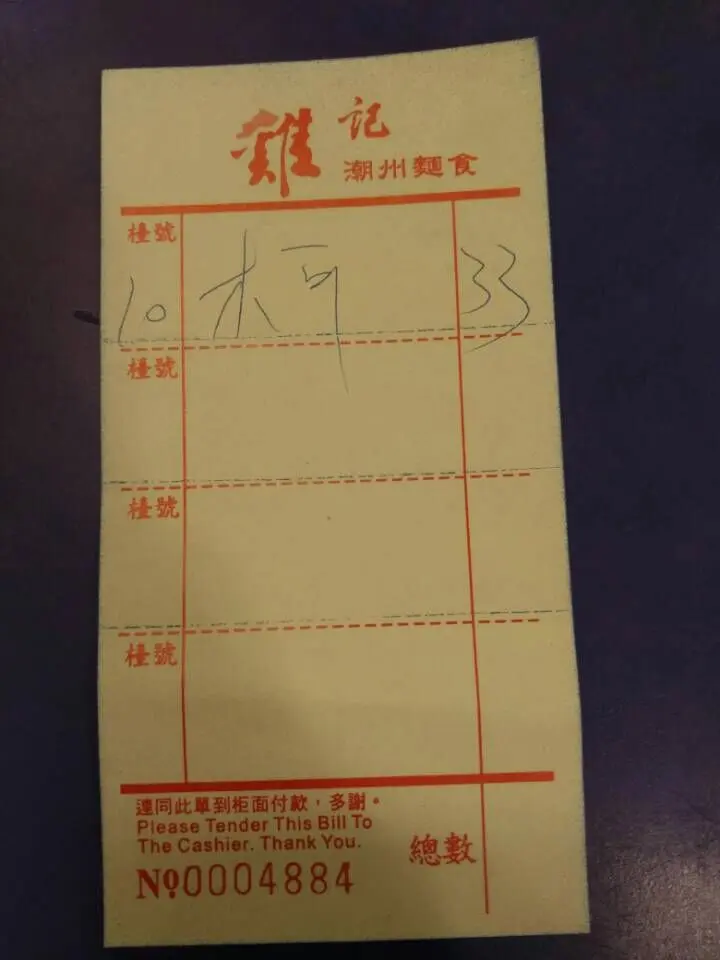 雞記
潮州麵食
檯號
10 木可 33
檯號
檯號
檯號
連同此單到柜面付款，多謝。
Please Tender This Bill To
The Cashier. Thank You.
總數
№0004884